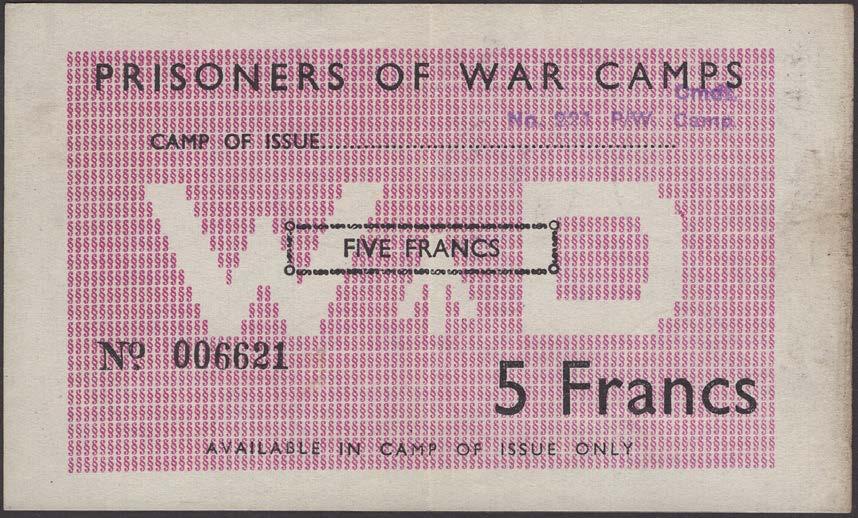 PRISONERS OF WAR CAMPS
Cmdt.
No. P/W. Camp
CAMP OF ISSUE
W D
FIVE FRANCS
Nº 006621
5 Francs
AVAILABLE IN CAMP OF ISSUE ONLY